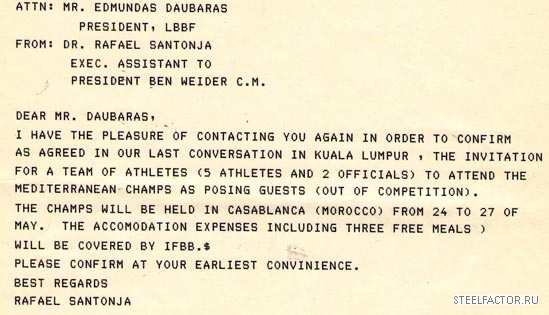 ATTN: MR. EDMUNDAS DAUBARAS
PRESIDENT, LBBF
FROM: DR. RAFAEL SANTONJA
EXEC. ASSISTANT TO
PRESIDENT BEN WEIDER C.M.
DEAR MR. DAUBARAS,
I HAVE THE PLEASURE OF CONTACTING YOU AGAIN IN ORDER TO CONFIRM
AS AGREED IN OUR LAST CONVERSATION IN KUALA LUMPUR , THE INVITATION
FOR A TEAM OF ATHLETES (5 ATHLETES AND 2 OFFICIALS) TO ATTEND THE
MEDITERRANEAN CHAMPS AS POSING GUESTS (OUT OF COMPETITION).
THE CHAMPS WILL BE HELD IN CASABLANCA (MOROCCO) FROM 24 TO 27 OF
MAY. THE ACCOMODATION EXPENSES INCLUDING THREE FREE MEALS )
WILL BE COVERED BY IFBB.$
PLEASE CONFIRM AT YOUR EARLIEST CONVINIENCE.
BEST REGARDS
RAFAEL SANTONJA
STEELFACTOR.RU